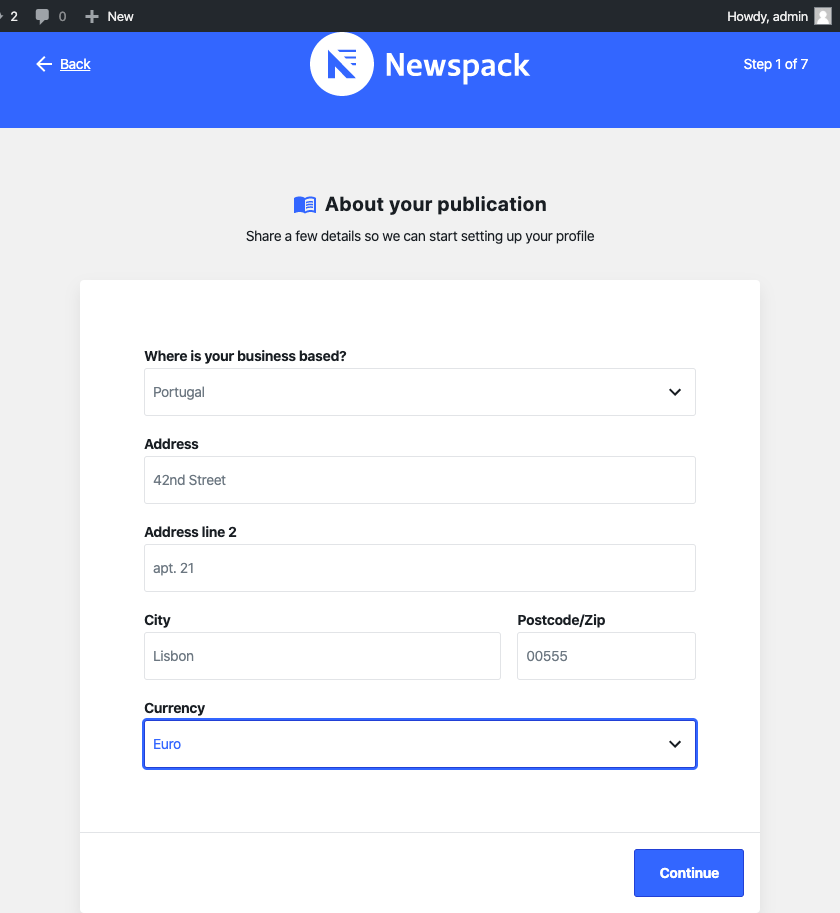 2 0 New Howdy, admin
Back Newspack Step 1 of 7
About your publication
Share a few details so we can start setting up your profile
Where is your business based?
Portugal
Address
42nd Street
Address line 2
apt. 21
City Postcode/Zip
Lisbon 00555
Currency
Euro
Continue